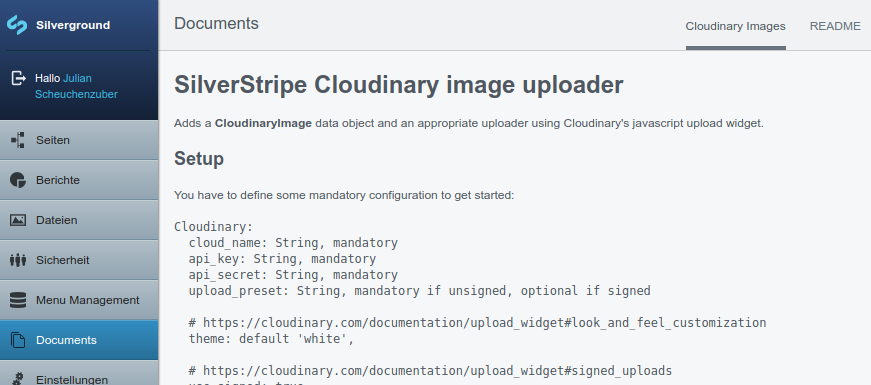 Silverground
Hallo Julian
Scheuchenzuber
Seiten
Berichte
Dateien
Sicherheit
Menu Management
Documents
Einstellungen
Documents
Cloudinary Images
README
SilverStripe Cloudinary image uploader
Adds a CloudinaryImage data object and an appropriate uploader using Cloudinary's javascript upload widget.
Setup
You have to define some mandatory configuration to get started:
Cloudinary:
cloud_name: String, mandatory
api_key: String, mandatory
api_secret: String, mandatory
upload_preset: String, mandatory if unsigned, optional if signed
# https://cloudinary.com/documentation/upload_widget#look_and_feel_customization
theme: default 'white',
# https://cloudinary.com/documentation/upload_widget#signed_uploads
use_signed: true